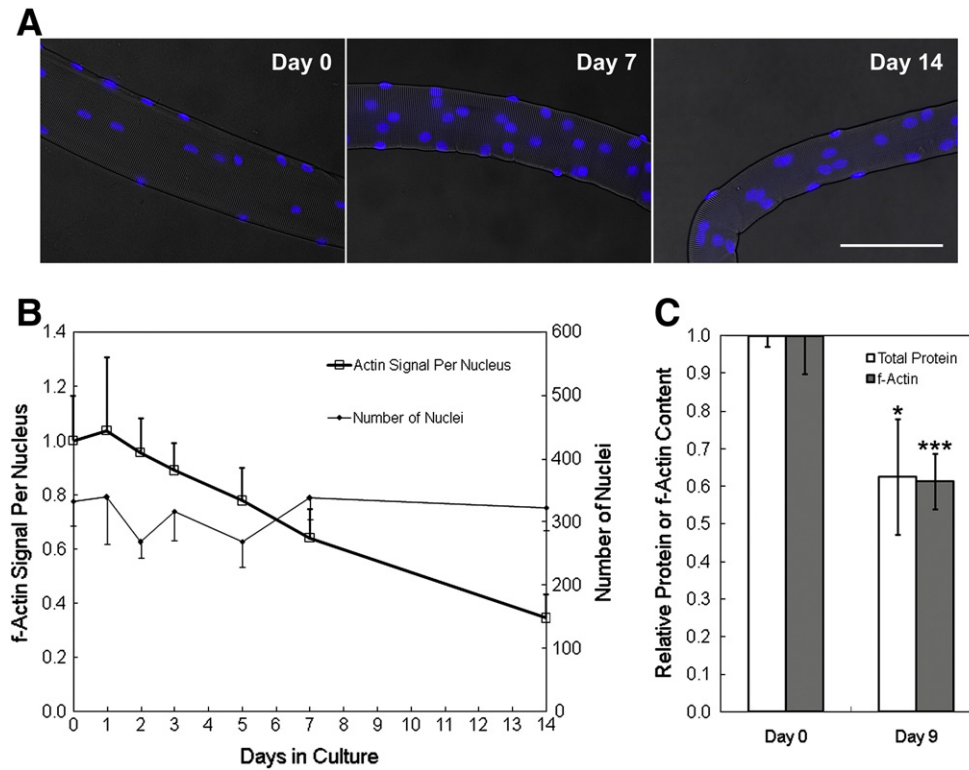 A
Day 0
Day 7
Day 14
B
1.4
1.2
1.0
0.8
0.6
0.4
0.2
0.0
f-Actin Signal Per Nucleus
Actin Signal Per Nucleus
Number of Nuclei
600
500
400
300
200
100
0
Number of Nuclei
0 1 2 3 4 5 6 7 8 9 10 11 12 13 14
Days in Culture
C
1.0
0.9
0.8
0.7
0.6
0.5
0.4
0.3
0.2
0.1
0.0
Relative Protein or f-Actin Content
Total Protein
f-Actin
*
***
Day 0
Day 9